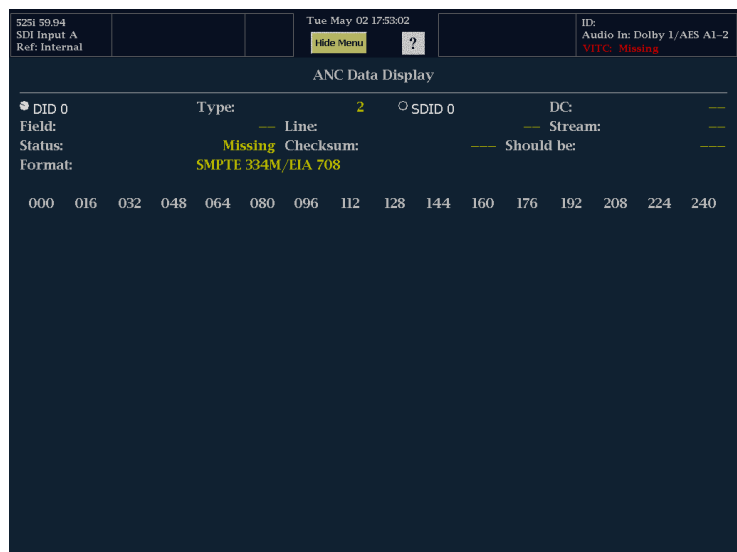 525i 59.94
SDI Input A
Ref: Internal
Tue May 02 17:53:02
Hide Menu ?
ID:
Audio In: Dolby 1/AES A1–2
VITC: Missing
ANC Data Display
DID 0 Type: 2 SDID 0 DC: ––
Field: –– Line: –– Stream: ––
Status: Missing Checksum: ––– Should be: –––
Format: SMPTE 334M/EIA 708
000 016 032 048 064 080 096 112 128 144 160 176 192 208 224 240